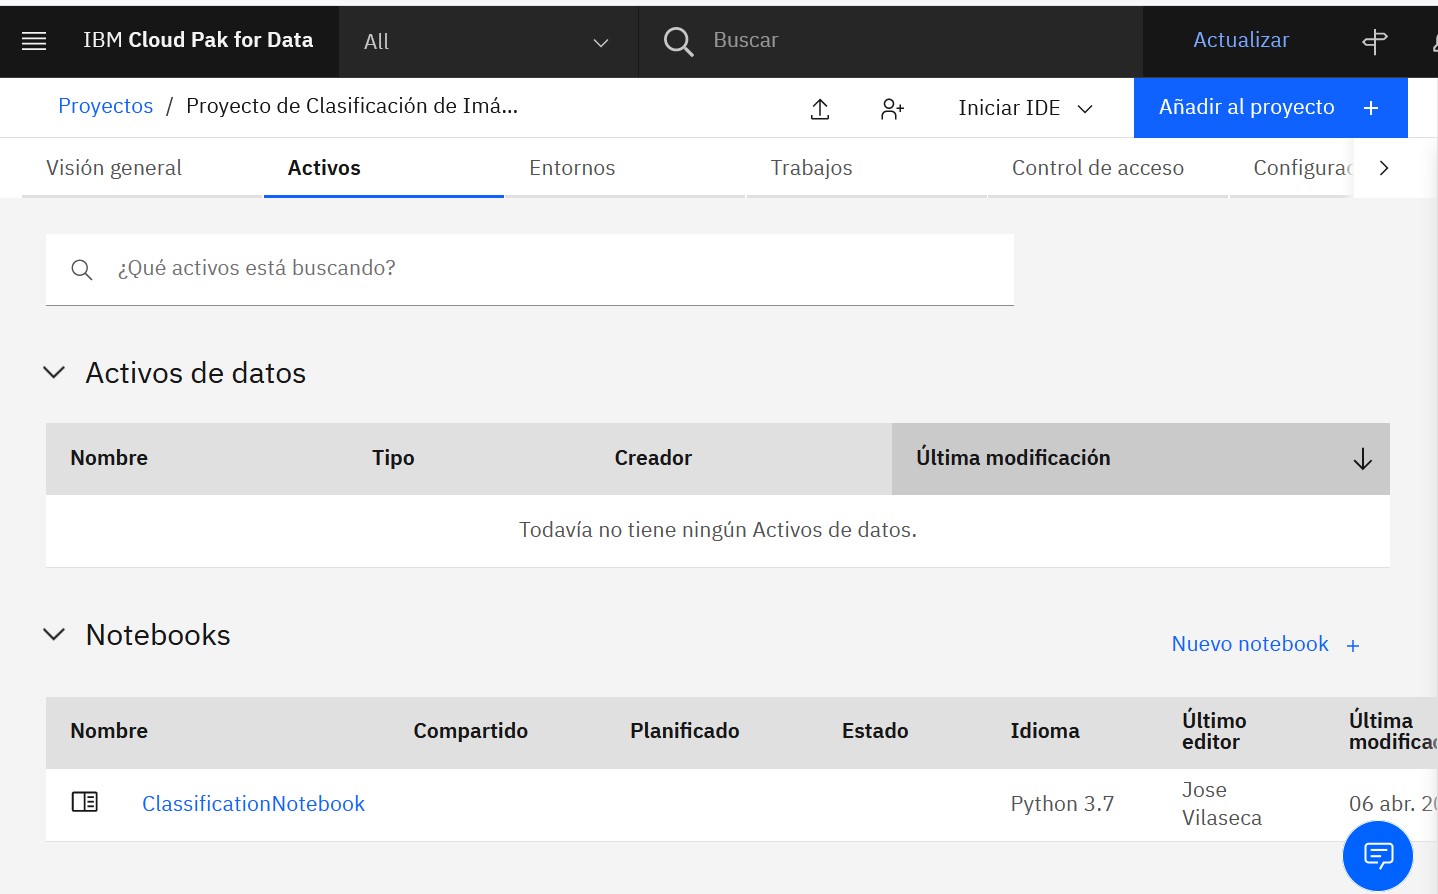 IBM Cloud Pak for Data
All
Buscar
Actualizar
Proyectos / Proyecto de Clasificación de Imá...
Iniciar IDE
Añadir al proyecto +
Visión general
Activos
Entornos
Trabajos
Control de acceso
Configurac
¿Qué activos está buscando?
Activos de datos
Nombre
Tipo
Creador
Última modificación
Todavía no tiene ningún Activos de datos.
Notebooks
Nuevo notebook +
Nombre
Compartido
Planificado
Estado
Idioma
Último
editor
Última
modificac
ClassificationNotebook
Python 3.7
Jose
Vilaseca
06 abr. 20